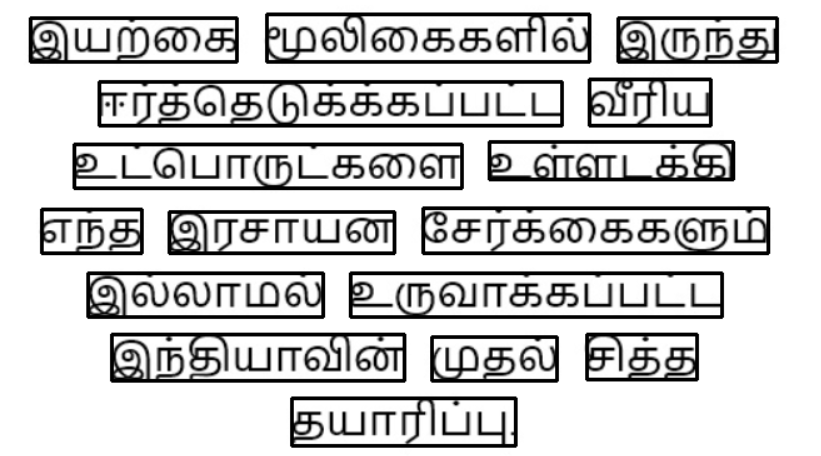 இயற்கை மூலிகைகளில் இருந்து
ஈர்த்தெடுக்க்கப்பட்ட வீரிய
உட்பொருட்களை உள்ளடக்கி
எந்த இரசாயன சேர்க்கைகளும்
இல்லாமல் உருவாக்கப்பட்ட
இந்தியாவின் முதல் சித்த
தயாரிப்பு.